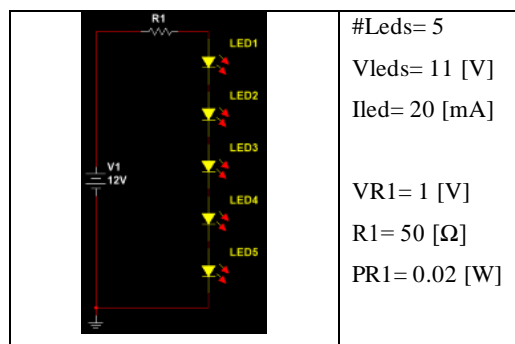 R1
LED1
LED2
LED3
V1
12V
LED4
LED5
#Leds= 5
Vleds= 11 [V]
Iled= 20 [mA]
VR1= 1 [V]
R1= 50 [Ω]
PR1= 0.02 [W]